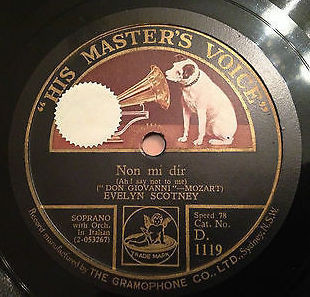 "HIS MASTER'S VOICE"
Non mi dir
(Ah! say not to me)
("DON GIOVANNI"—MOZART)
EVELYN SCOTNEY
SOPRANO
with Orch.
In Italian
(2-053267)
TRADE MARK
Speed 78
Cat. No.
D.
1119
Record manufactured by THE GRAMOPHONE CO., LTD., Sydney, N.S.W.